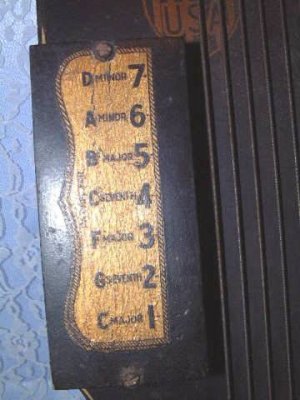 USA
D MINOR 7
A MINOR 6
B♭ MAJOR 5
C SEVENTH 4
F MAJOR 3
G SEVENTH 2
C MAJOR 1